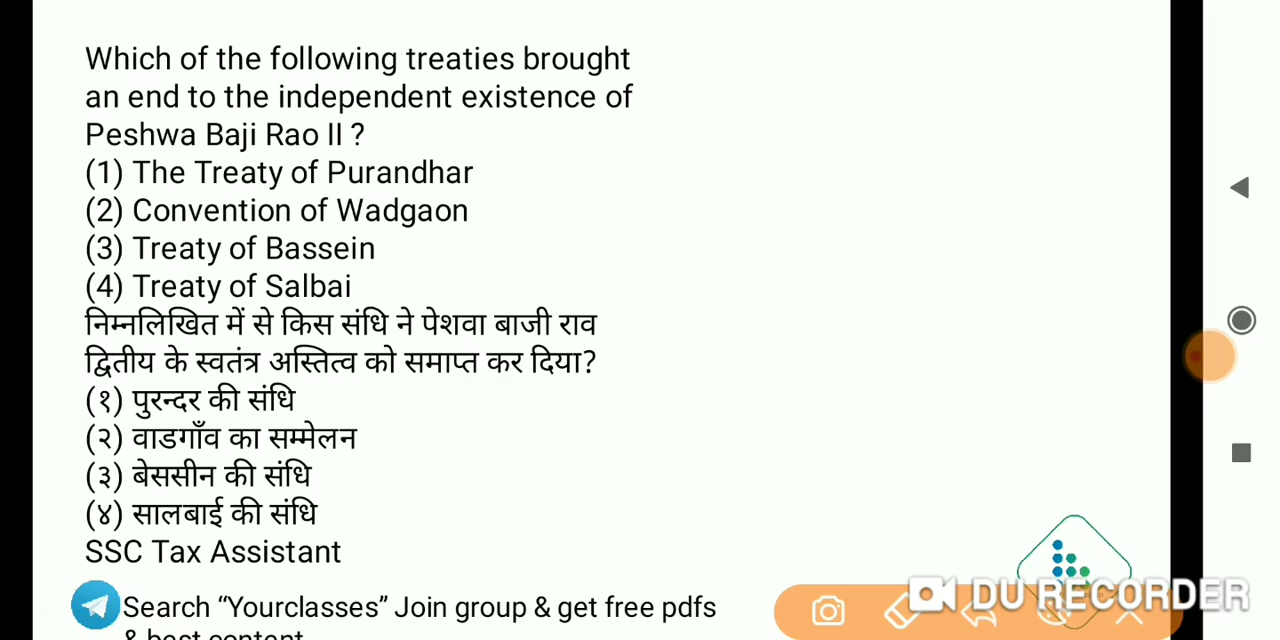 Which of the following treaties brought
an end to the independent existence of
Peshwa Baji Rao II ?
(1) The Treaty of Purandhar
(2) Convention of Wadgaon
(3) Treaty of Bassein
(4) Treaty of Salbai
निम्नलिखित में से किस संधि ने पेशवा बाजी राव
द्वितीय के स्वतंत्र अस्तित्व को समाप्त कर दिया?
(१) पुरन्दर की संधि
(२) वाडगाँव का सम्मेलन
(३) बेससीन की संधि
(४) सालबाई की संधि
SSC Tax Assistant
Search “Yourclasses” Join group & get free pdfs
& best content
DU RECORDER